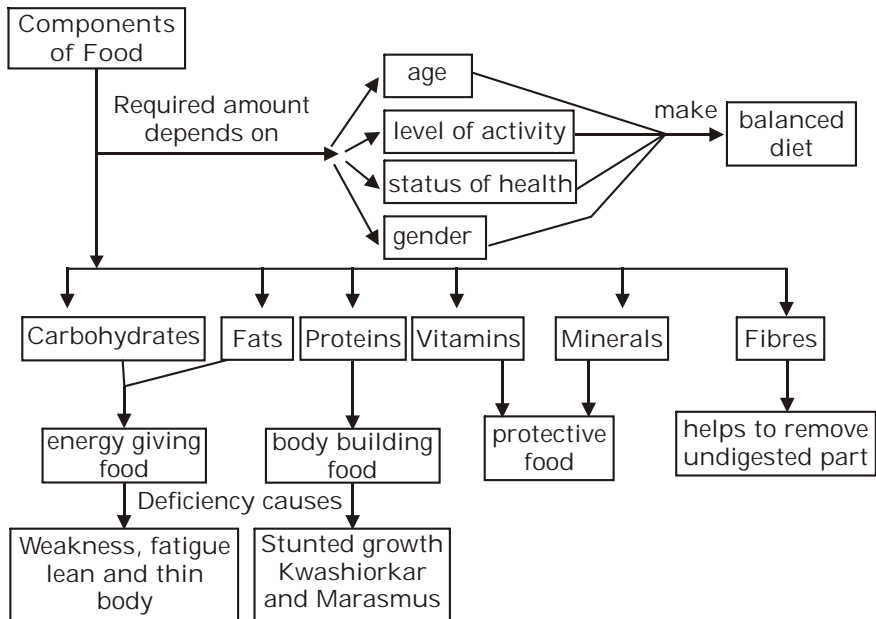 Components
of Food
Required amount
depends on
age
level of activity
status of health
gender
make
balanced
diet
Carbohydrates
Fats
Proteins
Vitamins
Minerals
Fibres
energy giving
food
body building
food
protective
food
helps to remove
undigested part
Deficiency causes
Weakness, fatigue
lean and thin
body
Stunted growth
Kwashiorkar
and Marasmus